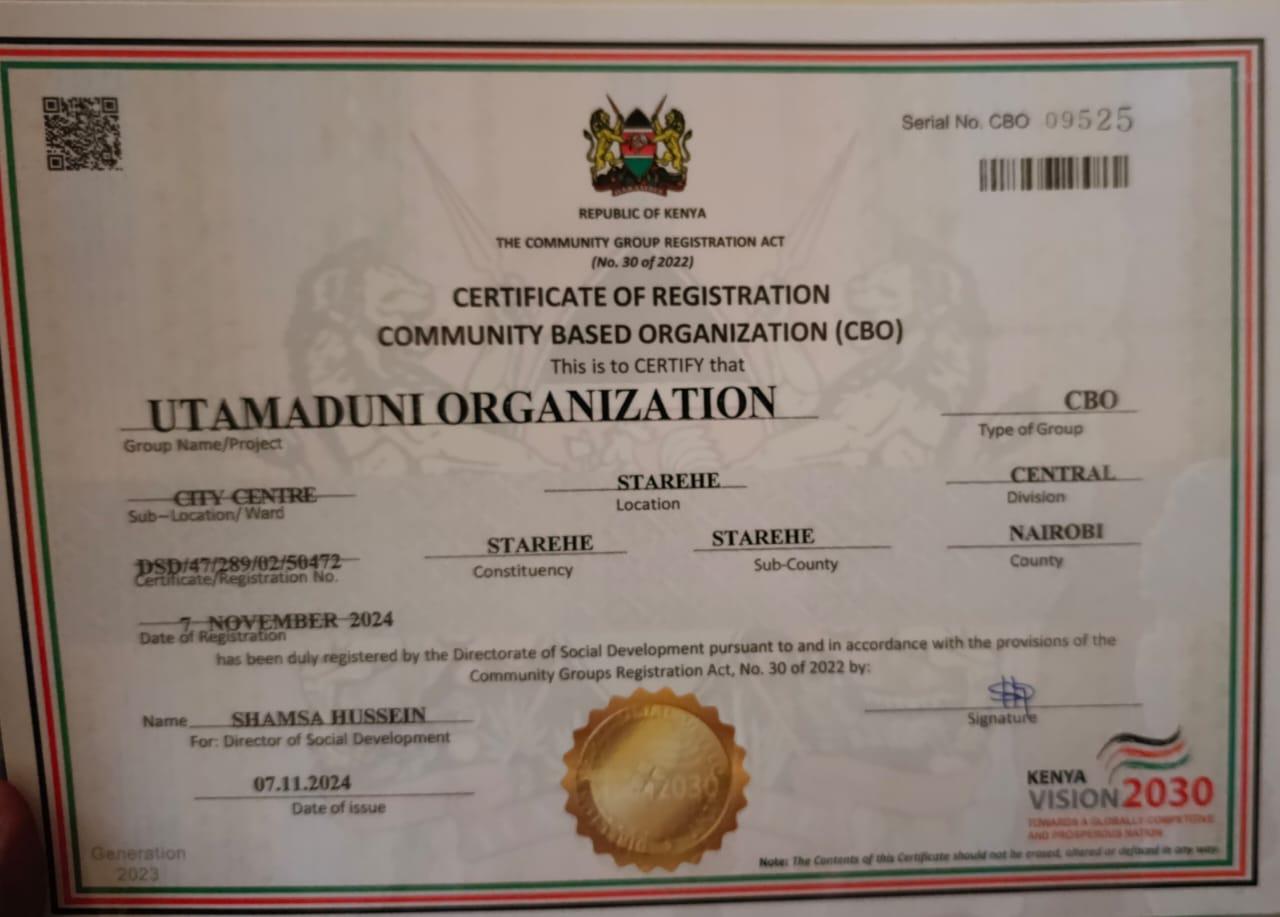 Serial No. CBO 09525
REPUBLIC OF KENYA
THE COMMUNITY GROUP REGISTRATION ACT
(No. 30 of 2022)
CERTIFICATE OF REGISTRATION
COMMUNITY BASED ORGANIZATION (CBO)
This is to CERTIFY that
UTAMADUNI ORGANIZATION
Group Name/Project
CBO
Type of Group
CITY CENTRE
Sub-Location/ Ward
STAREHE
Location
CENTRAL
Division
DSD/47/289/02/50472
Certificate/Registration No.
STAREHE
Constituency
STAREHE
Sub-County
NAIROBI
County
7 NOVEMBER 2024
Date of Registration
has been duly registered by the Directorate of Social Development pursuant to and in accordance with the provisions of the
Community Groups Registration Act, No. 30 of 2022 by:
Name SHAMSA HUSSEIN
For: Director of Social Development
Signature
07.11.2024
Date of issue
KENYA
VISION 2030
TOWARDS A GLOBALLY COMPETITIVE
AND PROSPEROUS NATION
Generation
2023
Note: The Contents of this Certificate should not be erased, altered or defaced in any way.